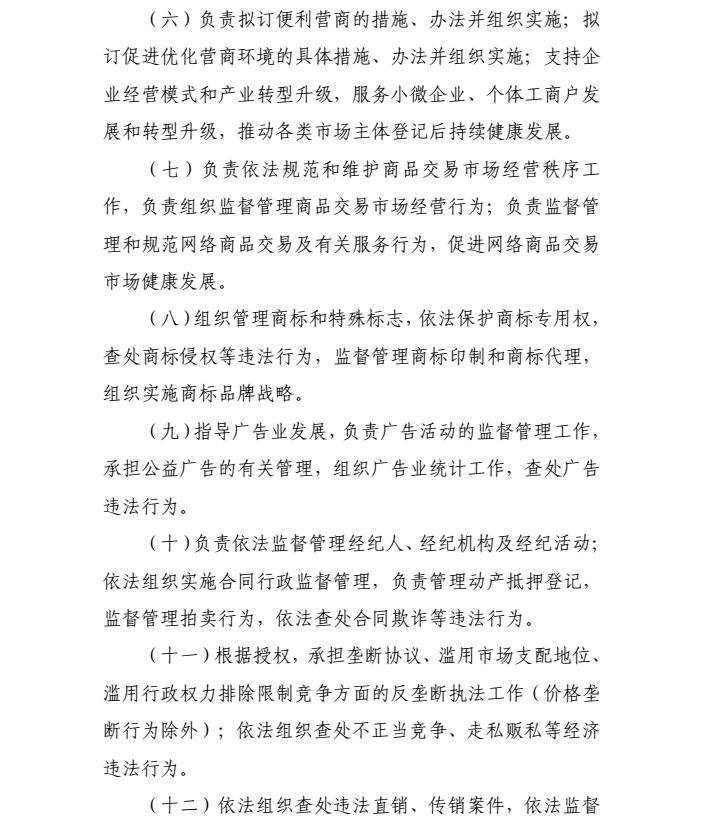 （六）负责拟订便利营商的措施、办法并组织实施；拟
订促进优化营商环境的具体措施、办法并组织实施；支持企
业经营模式和产业转型升级，服务小微企业、个体工商户发
展和转型升级，推动各类市场主体登记后持续健康发展。
（七）负责依法规范和维护商品交易市场经营秩序工
作，负责组织监督管理商品交易市场经营行为；负责监督管
理和规范网络商品交易及有关服务行为，促进网络商品交易
市场健康发展。
（八）组织管理商标和特殊标志，依法保护商标专用权，
查处商标侵权等违法行为，监督管理商标印制和商标代理，
组织实施商标品牌战略。
（九）指导广告业发展，负责广告活动的监督管理工作，
承担公益广告的有关管理，组织广告业统计工作，查处广告
违法行为。
（十）负责依法监督管理经纪人、经纪机构及经纪活动；
依法组织实施合同行政监督管理，负责管理动产抵押登记，
监督管理拍卖行为，依法查处合同欺诈等违法行为。
（十一）根据授权，承担垄断协议、滥用市场支配地位、
滥用行政权力排除限制竞争方面的反垄断执法工作（价格垄
断行为除外）；依法组织查处不正当竞争、走私贩私等经济
违法行为。
（十二）依法组织查处违法直销、传销案件，依法监督